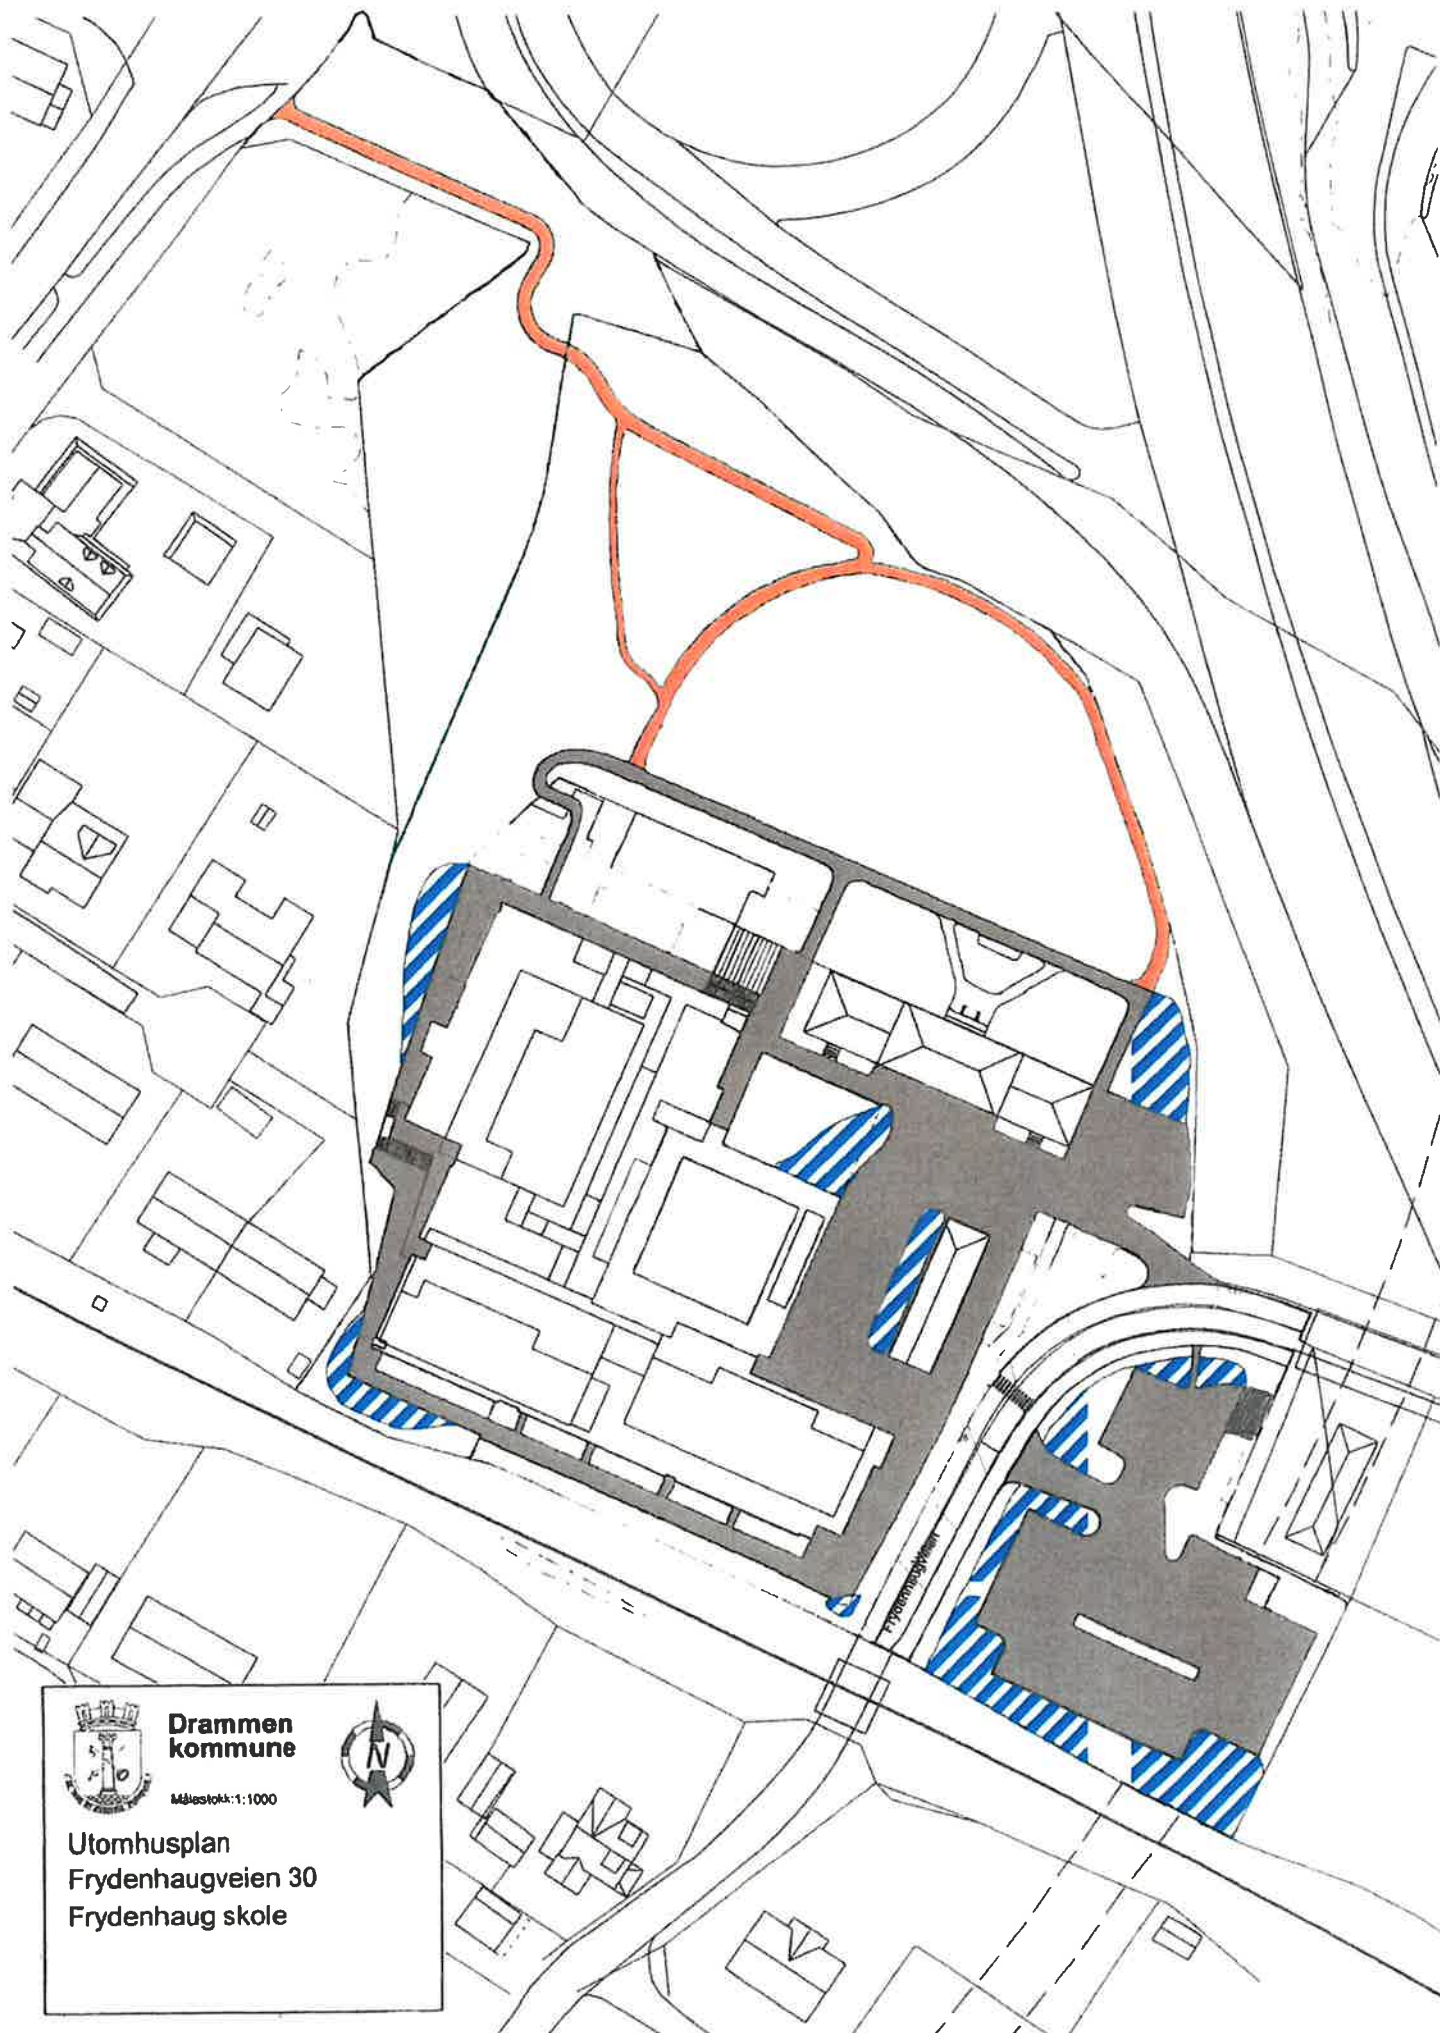 Frydenhaugveien
Drammen
kommune
N
Målestokk:1:1000
Utomhusplan
Frydenhaugveien 30
Frydenhaug skole